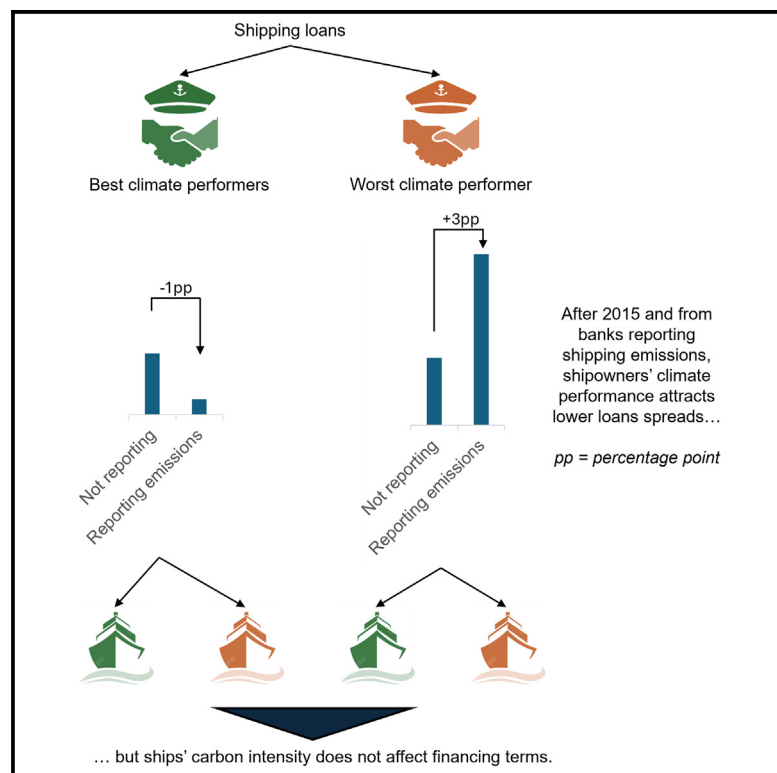 Shipping loans
Best climate performers
Worst climate performer
-1pp
+3pp
Not reporting
Reporting emissions
Not reporting
Reporting emissions
After 2015 and from
banks reporting
shipping emissions,
shipowners' climate
performance attracts
lower loans spreads…
pp = percentage point
… but ships' carbon intensity does not affect financing terms.